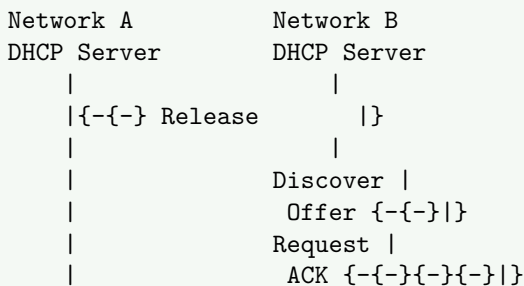 Network A          Network B
DHCP Server        DHCP Server
    |                  |
    |{-{-} Release       |}
    |                  |
    |              Discover |
    |               Offer {-{-}|}
    |              Request |
    |               ACK {-{-}{-}{-}|}